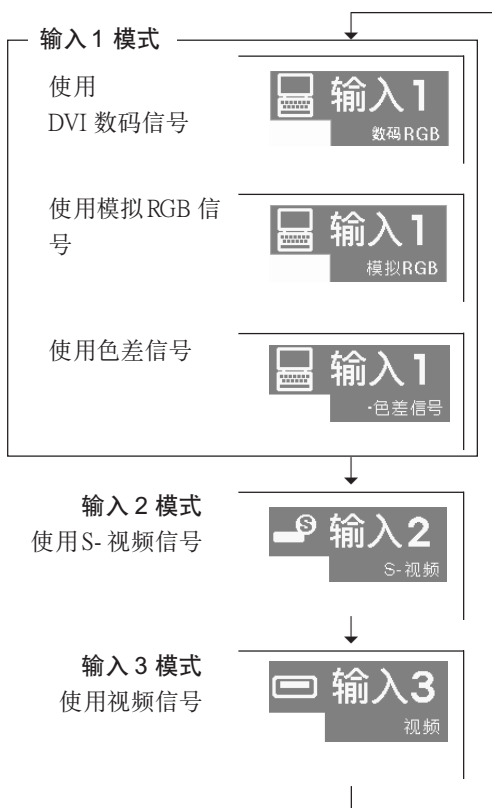 输入1 模式
使用
DVI 数码信号
输入1
数码RGB
使用模拟RGB 信
号
输入1
模拟RGB
使用色差信号
输入1
·色差信号
输入 2 模式
使用S- 视频信号
S
输入2
S-视频
输入 3 模式
使用视频信号
输入3
视频